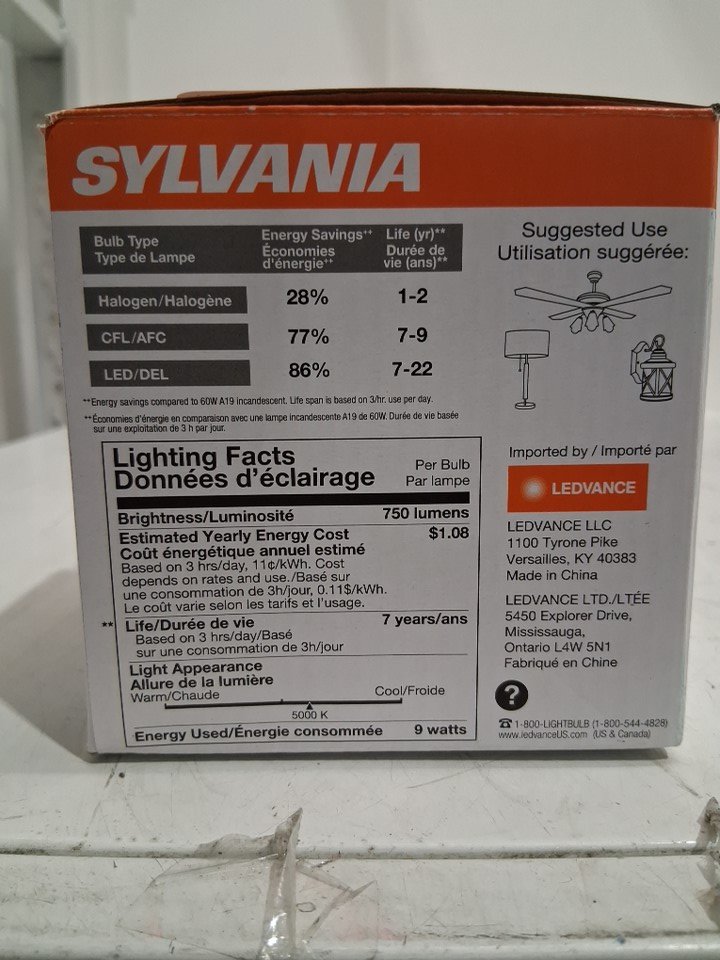 SYLVANIA
Bulb Type
Type de Lampe
Energy Savings++
Économies
d'énergie++
Life (yr)**
Durée de
vie (ans)**
Halogen/Halogène 28% 1-2
CFL/AFC 77% 7-9
LED/DEL 86% 7-22
++Energy savings compared to 60W A19 incandescent. Life span is based on 3/hr. use per day.
++Économies d'énergie en comparaison avec une lampe incandescente A19 de 60W. Durée de vie basée
sur une exploitation de 3 h par jour.
Lighting Facts
Données d'éclairage
Per Bulb
Par lampe
Brightness/Luminosité 750 lumens
Estimated Yearly Energy Cost $1.08
Coût énergétique annuel estimé
Based on 3 hrs/day, 11¢/kWh. Cost
depends on rates and use./Basé sur
une consommation de 3h/jour, 0.11$/kWh.
Le coût varie selon les tarifs et l'usage.
** Life/Durée de vie 7 years/ans
Based on 3 hrs/day/Basé
sur une consommation de 3h/jour
Light Appearance
Allure de la lumière
Warm/Chaude Cool/Froide
5000 K
Energy Used/Énergie consommée 9 watts
Suggested Use
Utilisation suggérée:
Imported by / Importé par
LEDVANCE
LEDVANCE LLC
1100 Tyrone Pike
Versailles, KY 40383
Made in China
LEDVANCE LTD./LTÉE
5450 Explorer Drive,
Mississauga,
Ontario L4W 5N1
Fabriqué en Chine
?
☎1-800-LIGHTBULB (1-800-544-4828)
www.ledvanceUS.com (US & Canada)